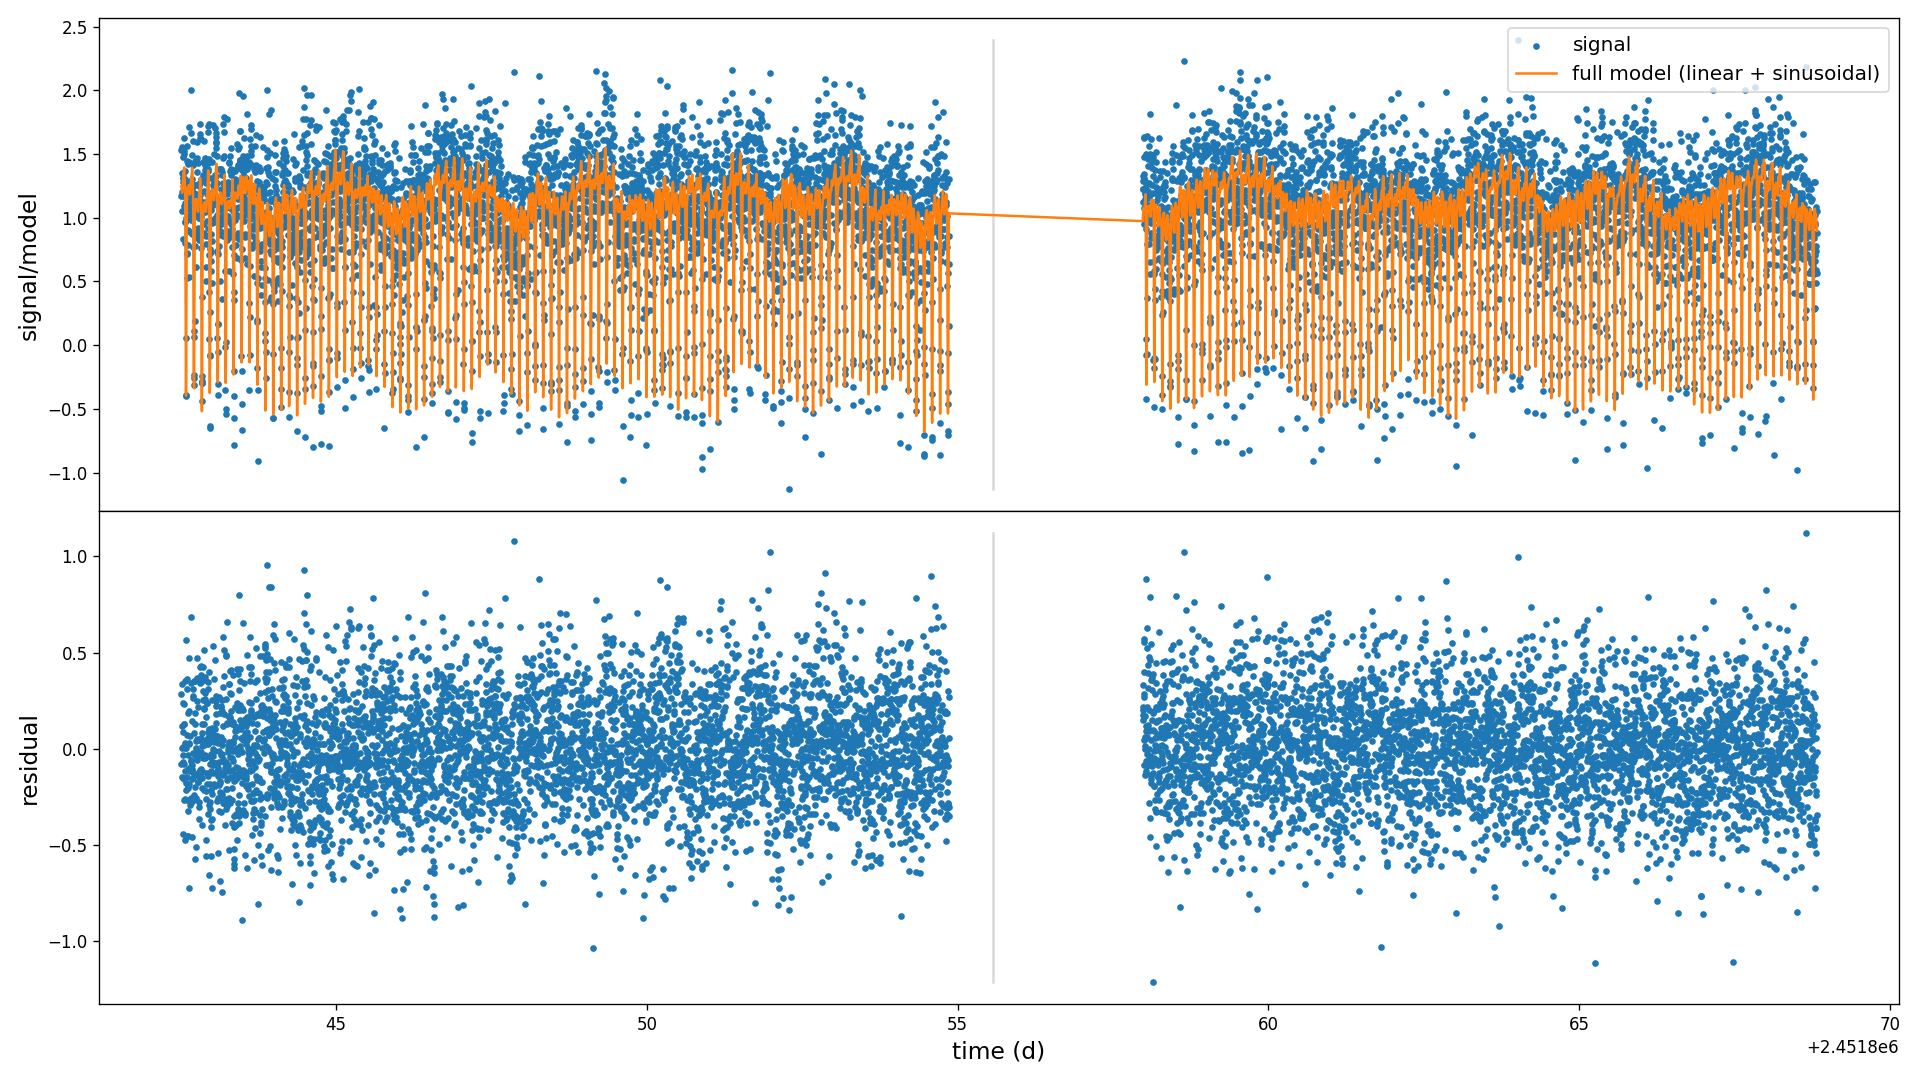 2.5
2.0
1.5
1.0
0.5
0.0
−0.5
−1.0
signal/model
signal
full model (linear + sinusoidal)
1.0
0.5
0.0
−0.5
−1.0
residual
45 50 55 60 65 70
time (d)
+2.4518e6